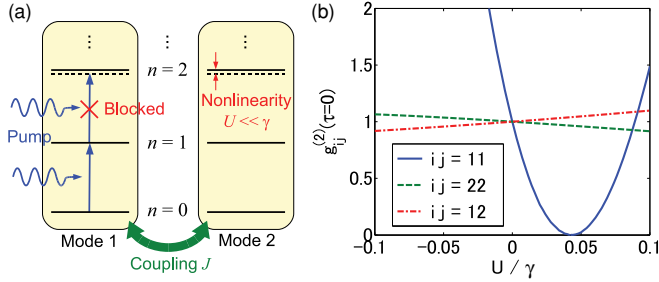 (a)
⋮ ⋮ ⋮
n = 2
Blocked
Nonlinearity
U << γ
Pump
n = 1
n = 0
Mode 1 Mode 2
Coupling J
(b)
2
1.5
1
0.5
0
-0.1 -0.05 0 0.05 0.1
g_ij^(2)(τ=0)
i j = 11
i j = 22
i j = 12
U / γ